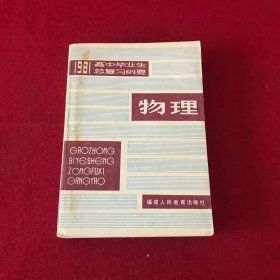 1981 高中毕业生
总复习纲要
物理
GAOZHONG
BIYESHENG
ZONGFUXI
GANGYAO
福建人民教育出版社